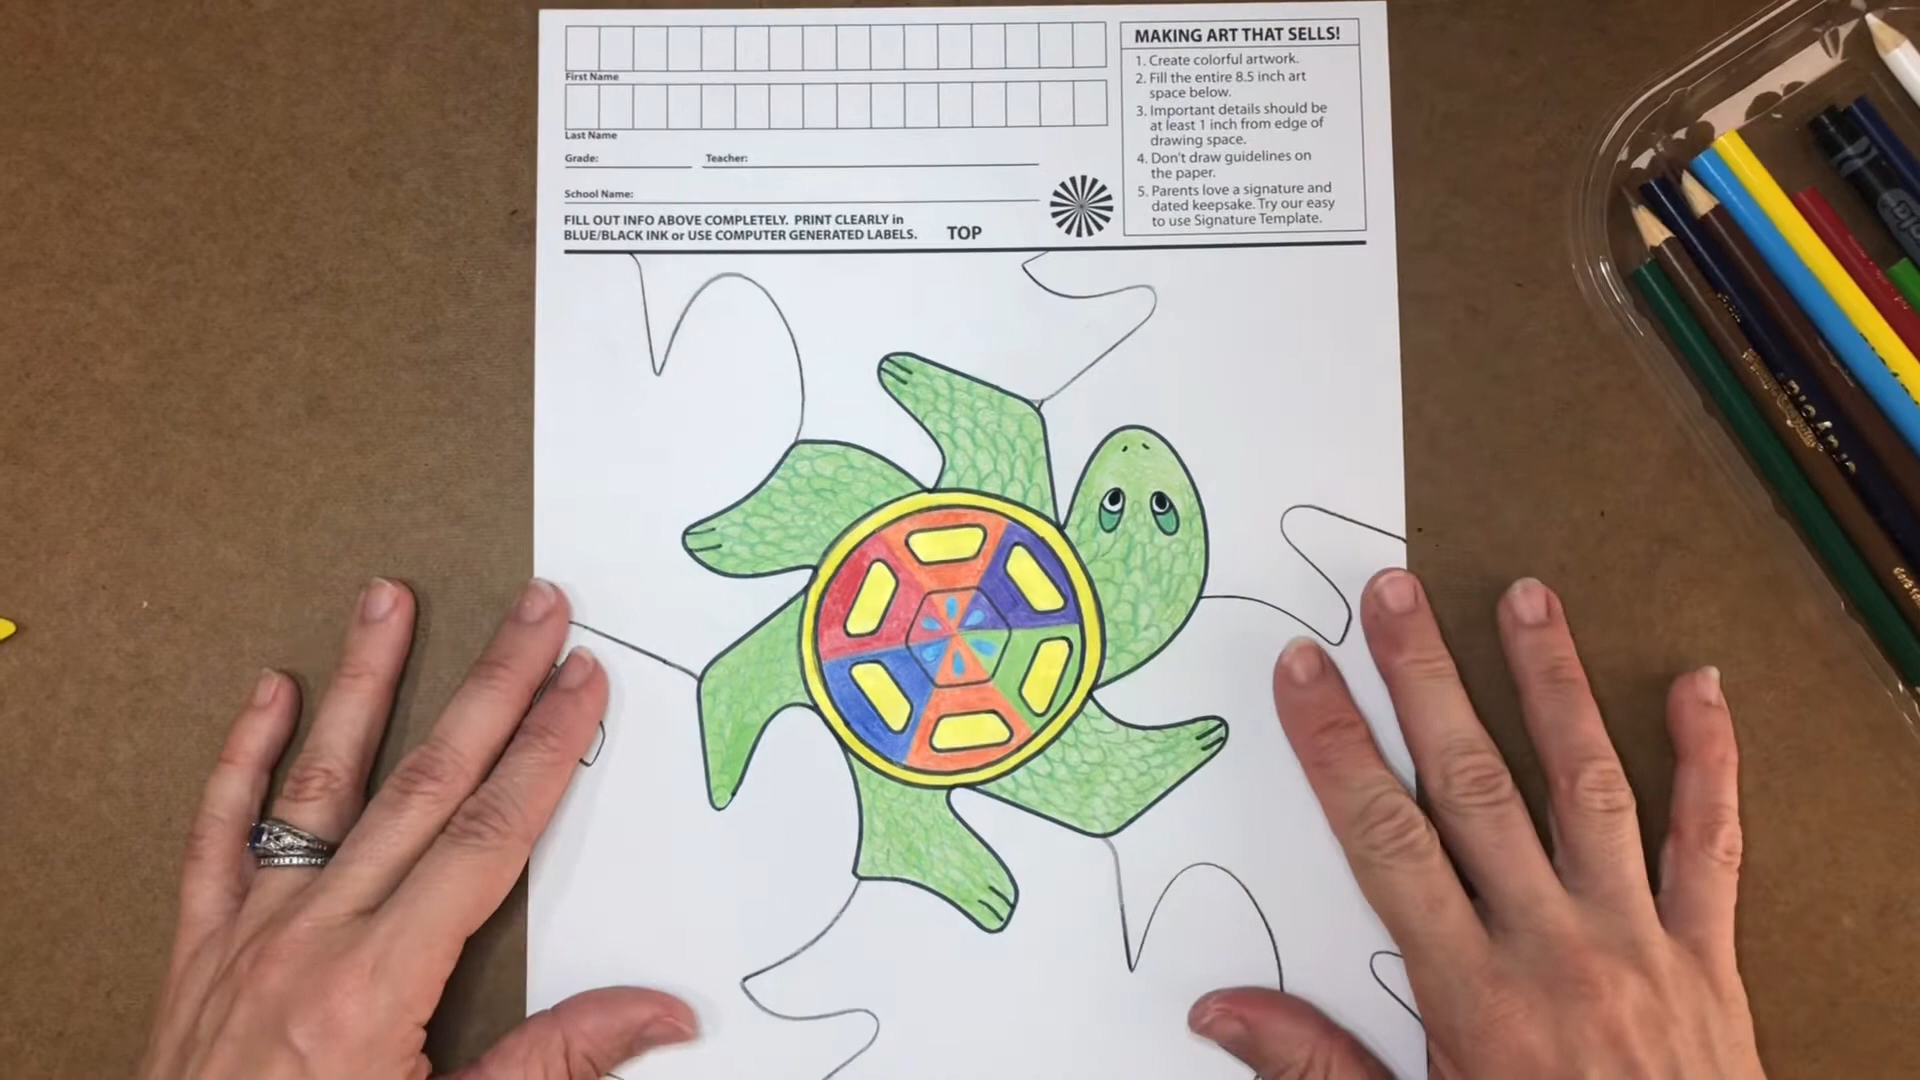 First Name
Last Name
Grade:
Teacher:
School Name:
FILL OUT INFO ABOVE COMPLETELY. PRINT CLEARLY in
BLUE/BLACK INK or USE COMPUTER GENERATED LABELS.
TOP
MAKING ART THAT SELLS!
1. Create colorful artwork.
2. Fill the entire 8.5 inch art
space below.
3. Important details should be
at least 1 inch from edge of
drawing space.
4. Don't draw guidelines on
the paper.
5. Parents love a signature and
dated keepsake. Try our easy
to use Signature Template.